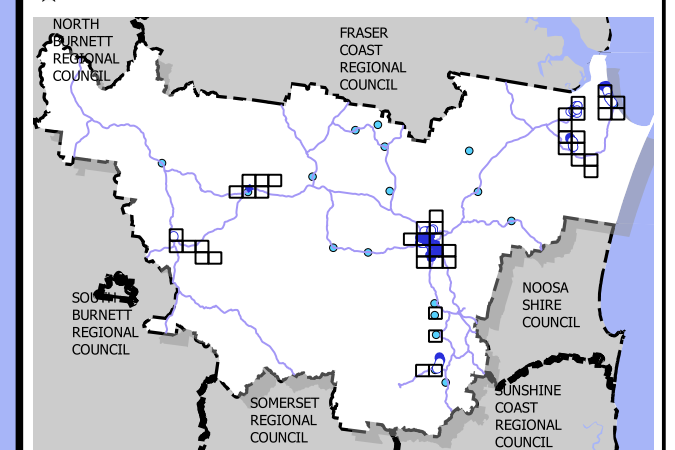 NORTH
BURNETT
REGIONAL
COUNCIL
FRASER
COAST
REGIONAL
COUNCIL
NOOSA
SHIRE
COUNCIL
SOUTH
BURNETT
REGIONAL
COUNCIL
SOMERSET
REGIONAL
COUNCIL
SUNSHINE
COAST
REGIONAL
COUNCIL